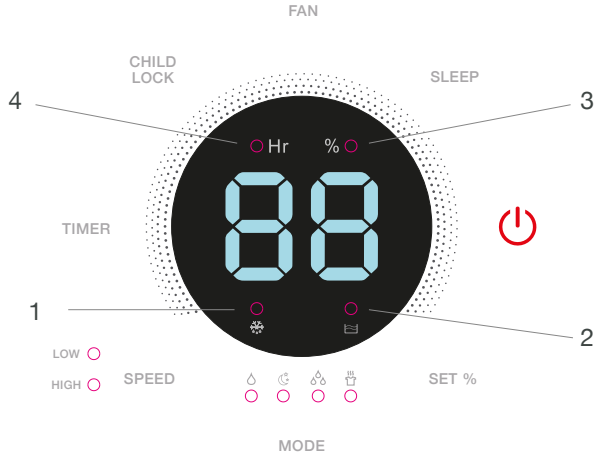 FAN
CHILD
LOCK
SLEEP
4
3
Hr
%
88
TIMER
1
2
LOW
HIGH
SPEED
SET %
MODE